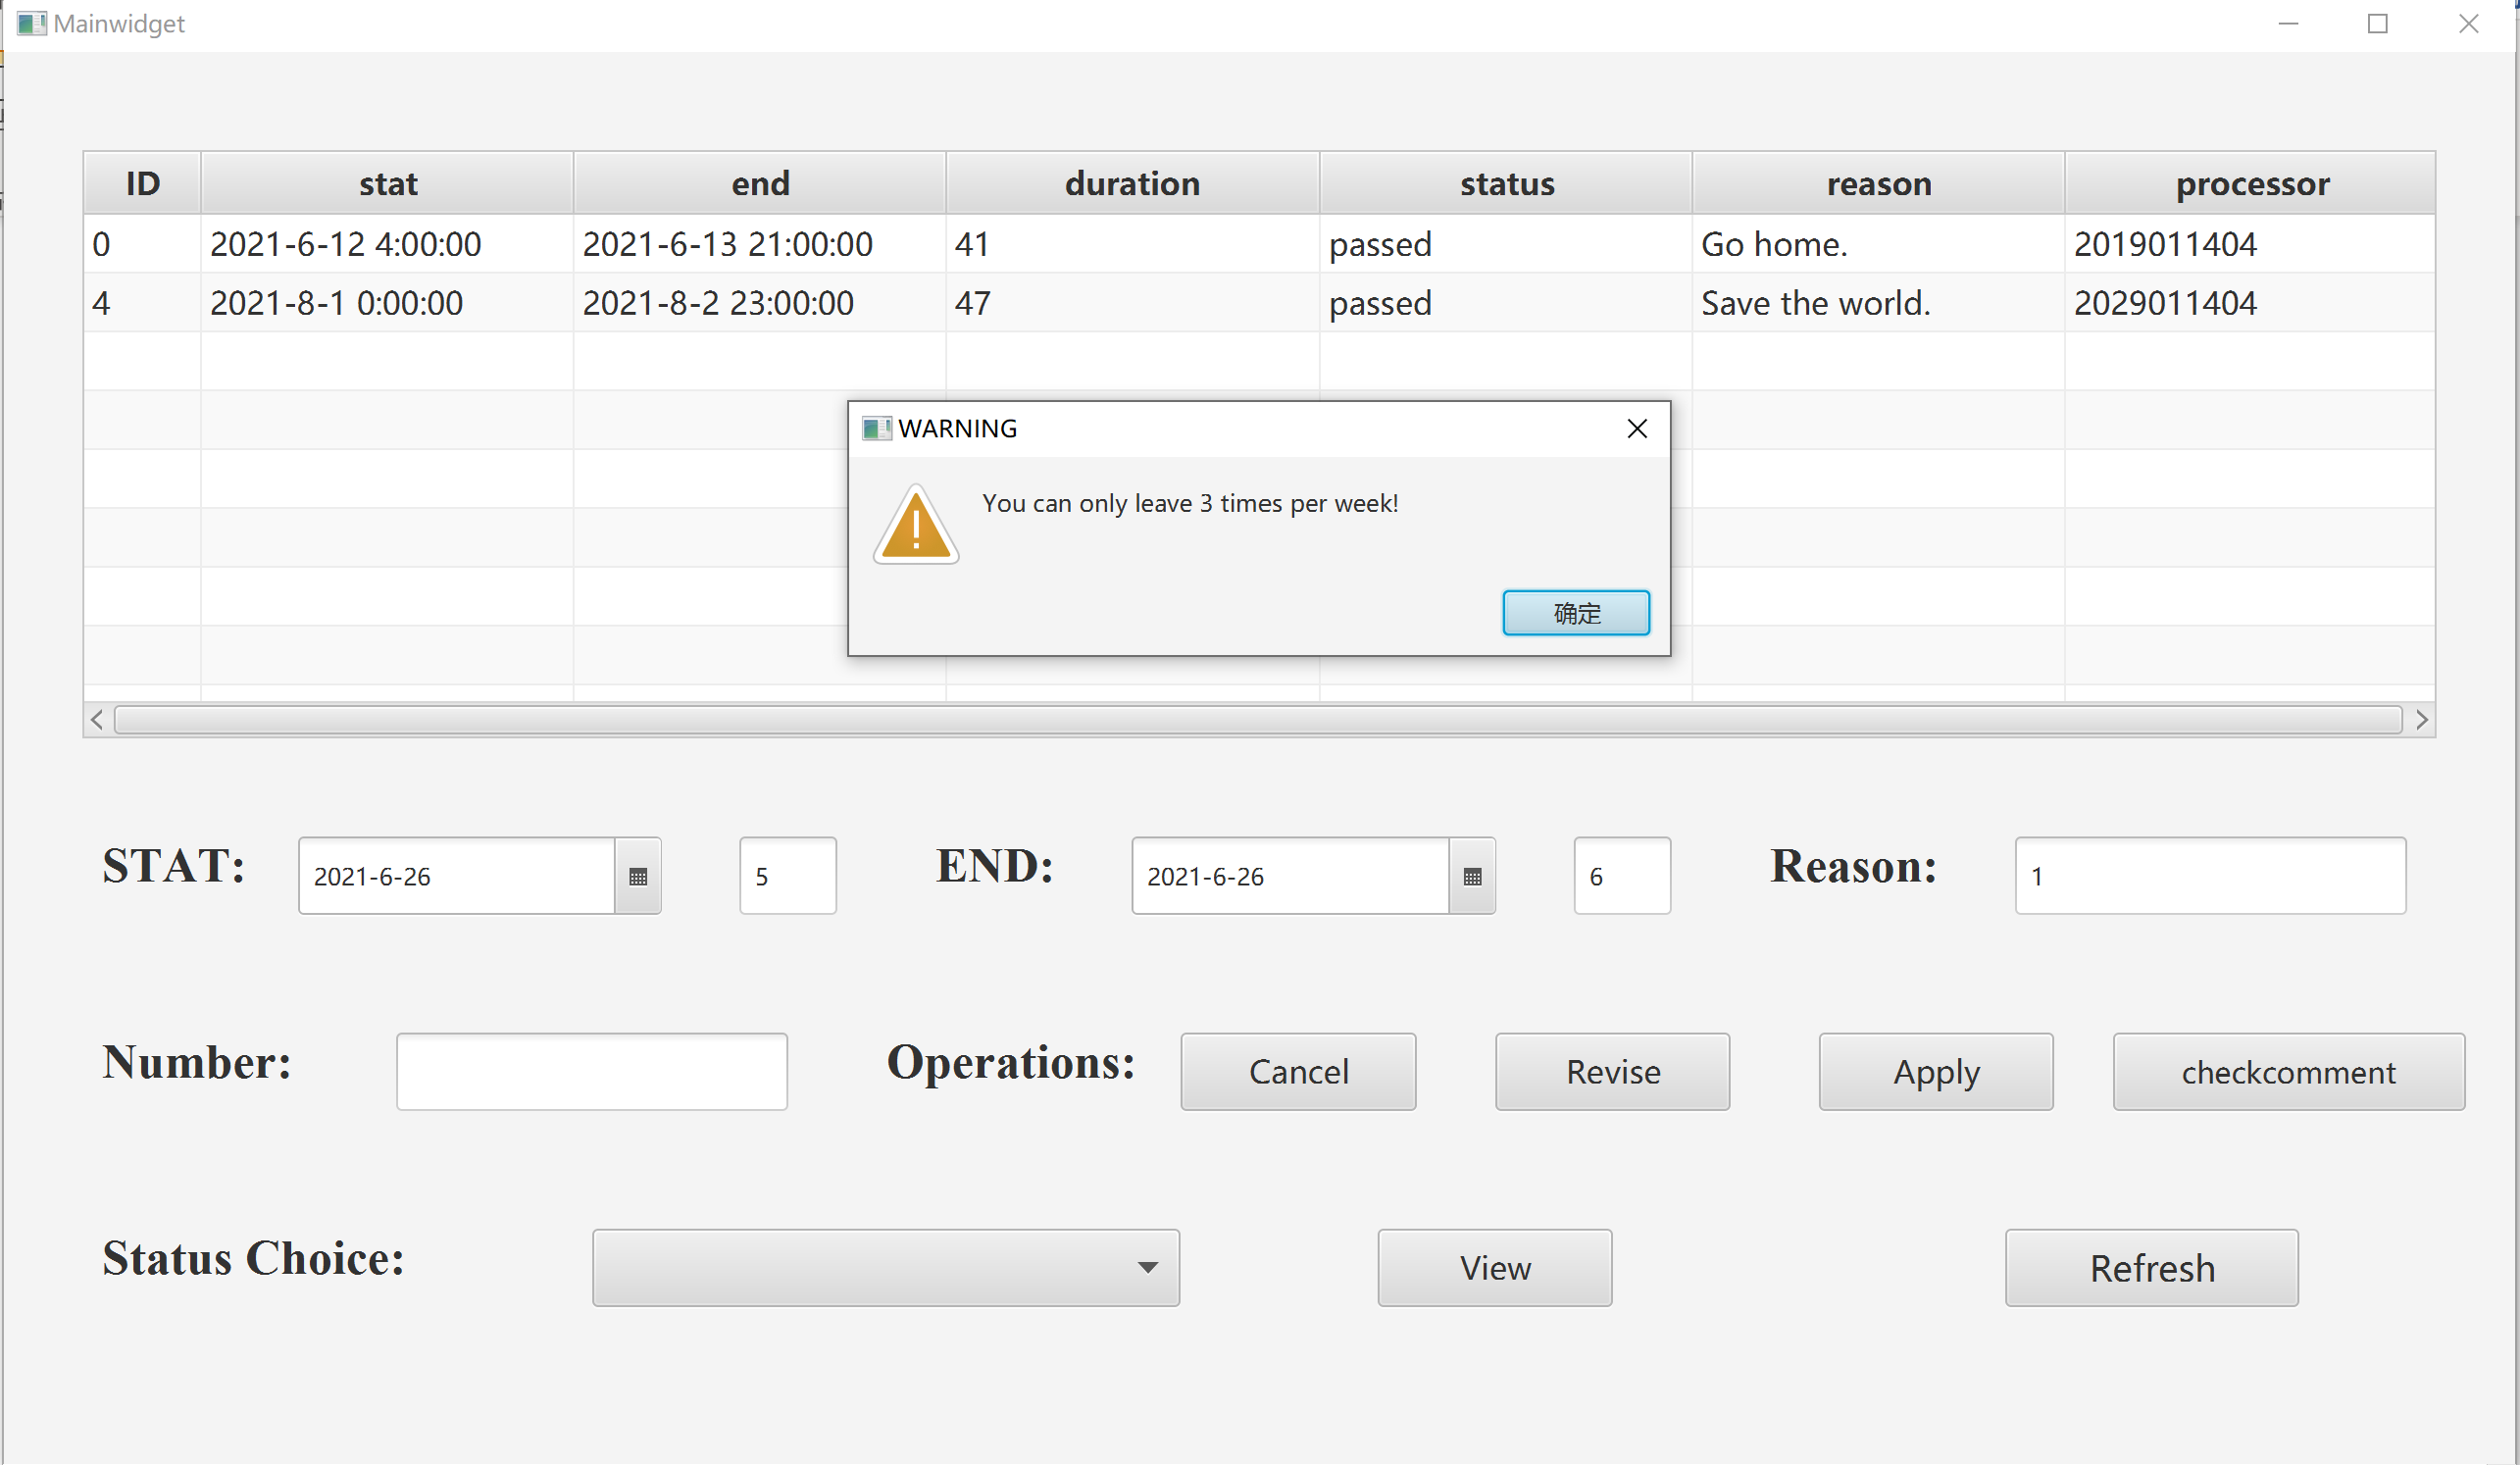 Mainwidget
ID stat end duration status reason processor
0 2021-6-12 4:00:00 2021-6-13 21:00:00 41 passed Go home. 2019011404
4 2021-8-1 0:00:00 2021-8-2 23:00:00 47 passed Save the world. 2029011404
WARNING
You can only leave 3 times per week!
确定
STAT: 2021-6-26 5 END: 2021-6-26 6 Reason: 1
Number: Operations: Cancel Revise Apply checkcomment
Status Choice: View Refresh